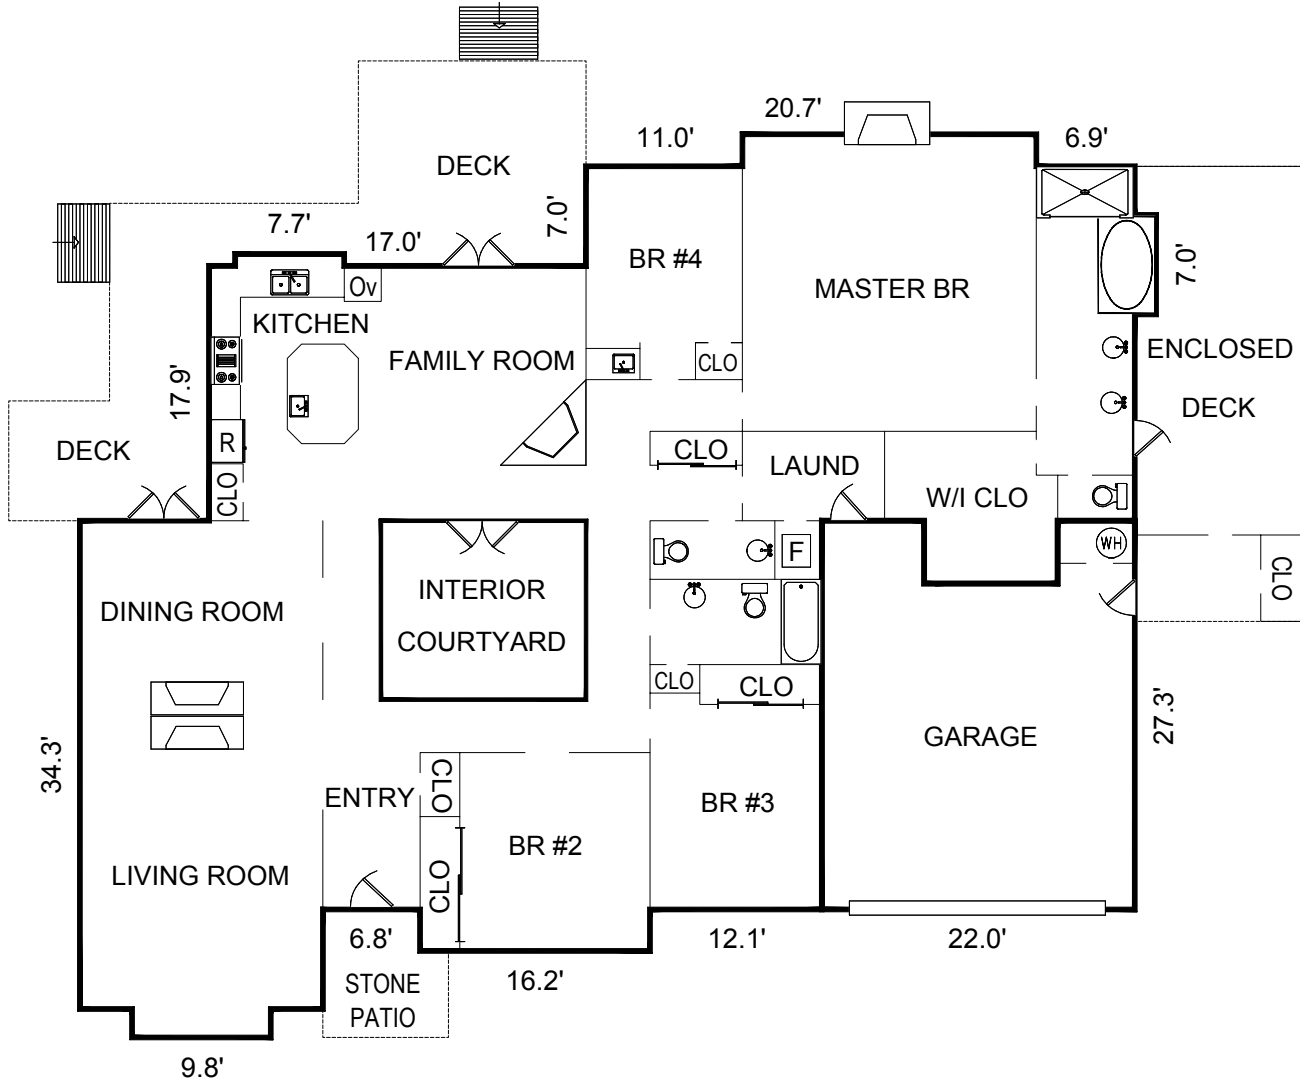 20.7'
11.0'
6.9'
DECK
7.7'
17.0'
7.0'
BR #4
MASTER BR
7.0'
Ov
KITCHEN
FAMILY ROOM
CLO
ENCLOSED
DECK
17.9'
DECK
R
CLO
CLO
LAUND
W/I CLO
F
WH
CLO
INTERIOR
COURTYARD
DINING ROOM
CLO
CLO
34.3'
GARAGE
27.3'
ENTRY
CLO
BR #3
BR #2
LIVING ROOM
CLO
6.8'
12.1'
22.0'
STONE
PATIO
16.2'
9.8'